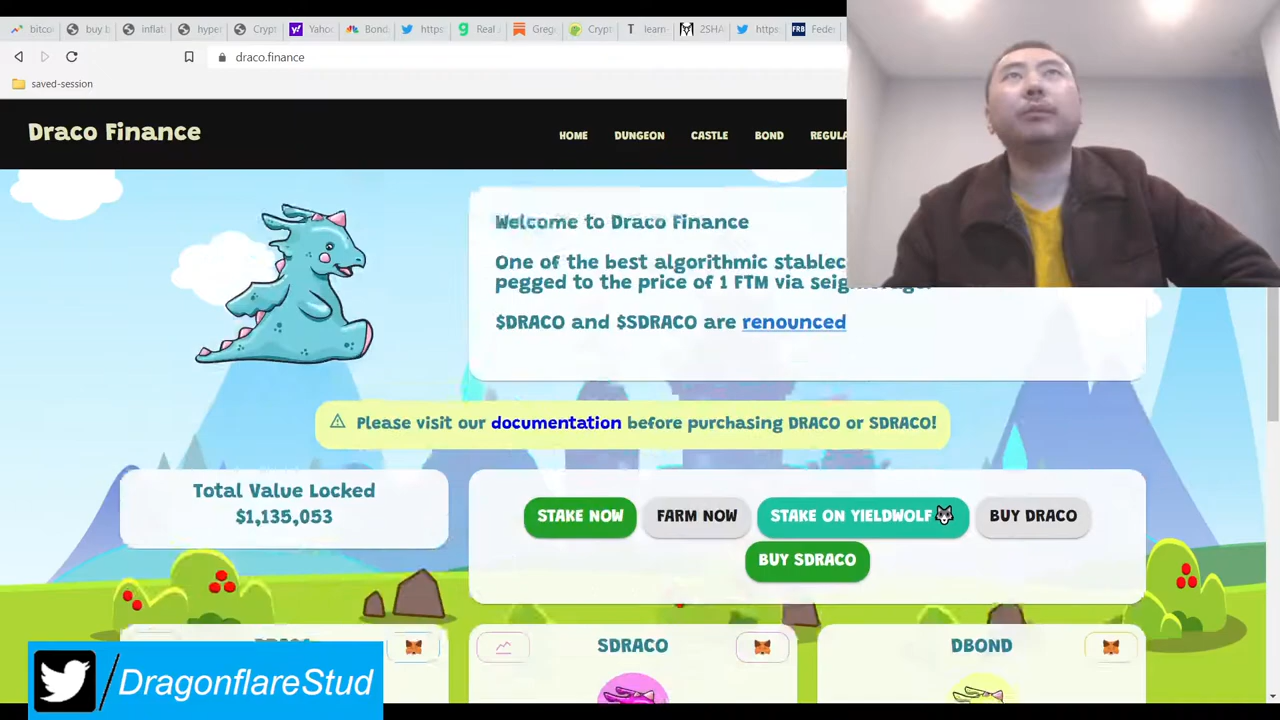 bitco
buy b
inflat
hyper
Crypt
Yahoo
Bond
https:
Real
Greg
Crypt
T learn
2SHA
https:
FRB Fede
draco.finance
saved-session
Draco Finance
HOME DUNGEON CASTLE BOND REGULA
Welcome to Draco Finance
One of the best algorithmic stablec
pegged to the price of 1 FTM via
$DRACO and $SDRACO are renounced
Please visit our documentation before purchasing DRACO or SDRACO!
Total Value Locked
$1,135,053
STAKE NOW FARM NOW STAKE ON YIELDWOLF BUY DRACO
BUY SDRACO
SDRACO
DBOND
/DragonflareStud